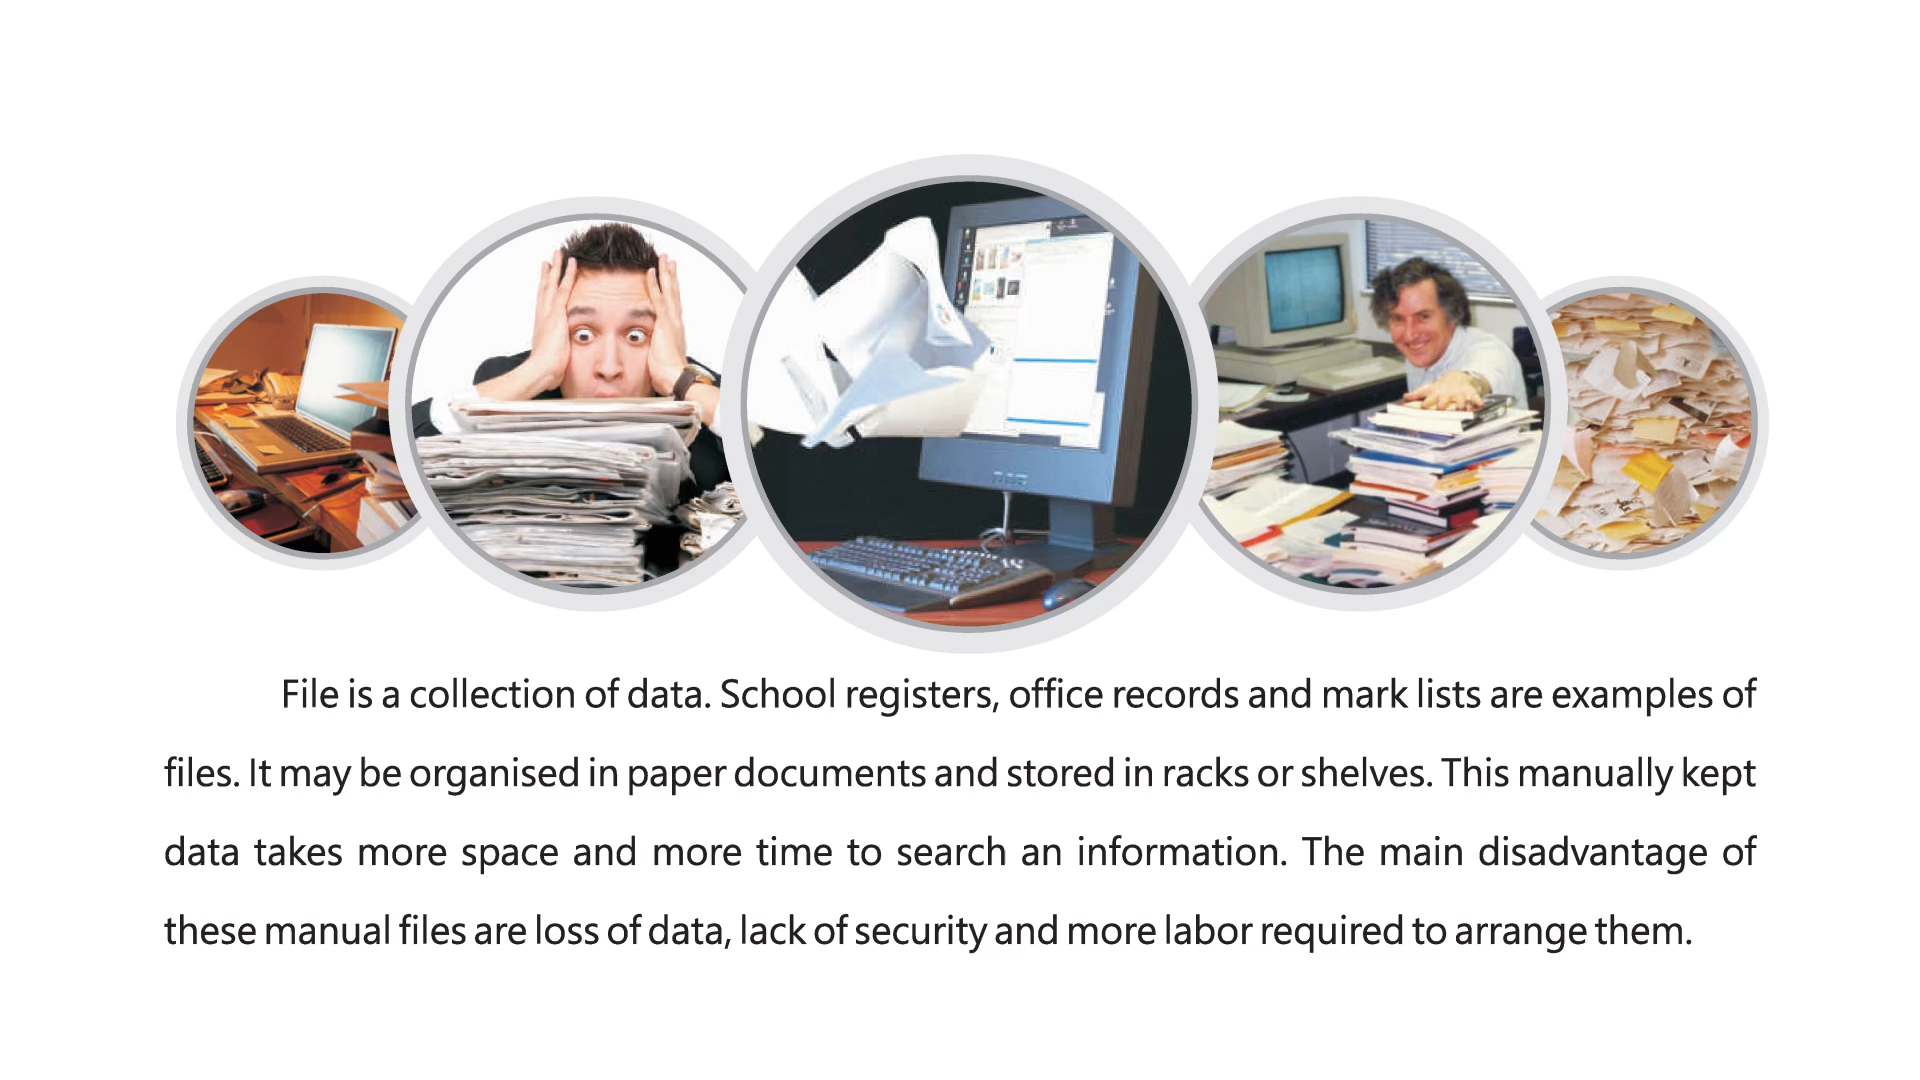 File is a collection of data. School registers, office records and mark lists are examples of
files. It may be organised in paper documents and stored in racks or shelves. This manually kept
data takes more space and more time to search an information. The main disadvantage of
these manual files are loss of data, lack of security and more labor required to arrange them.